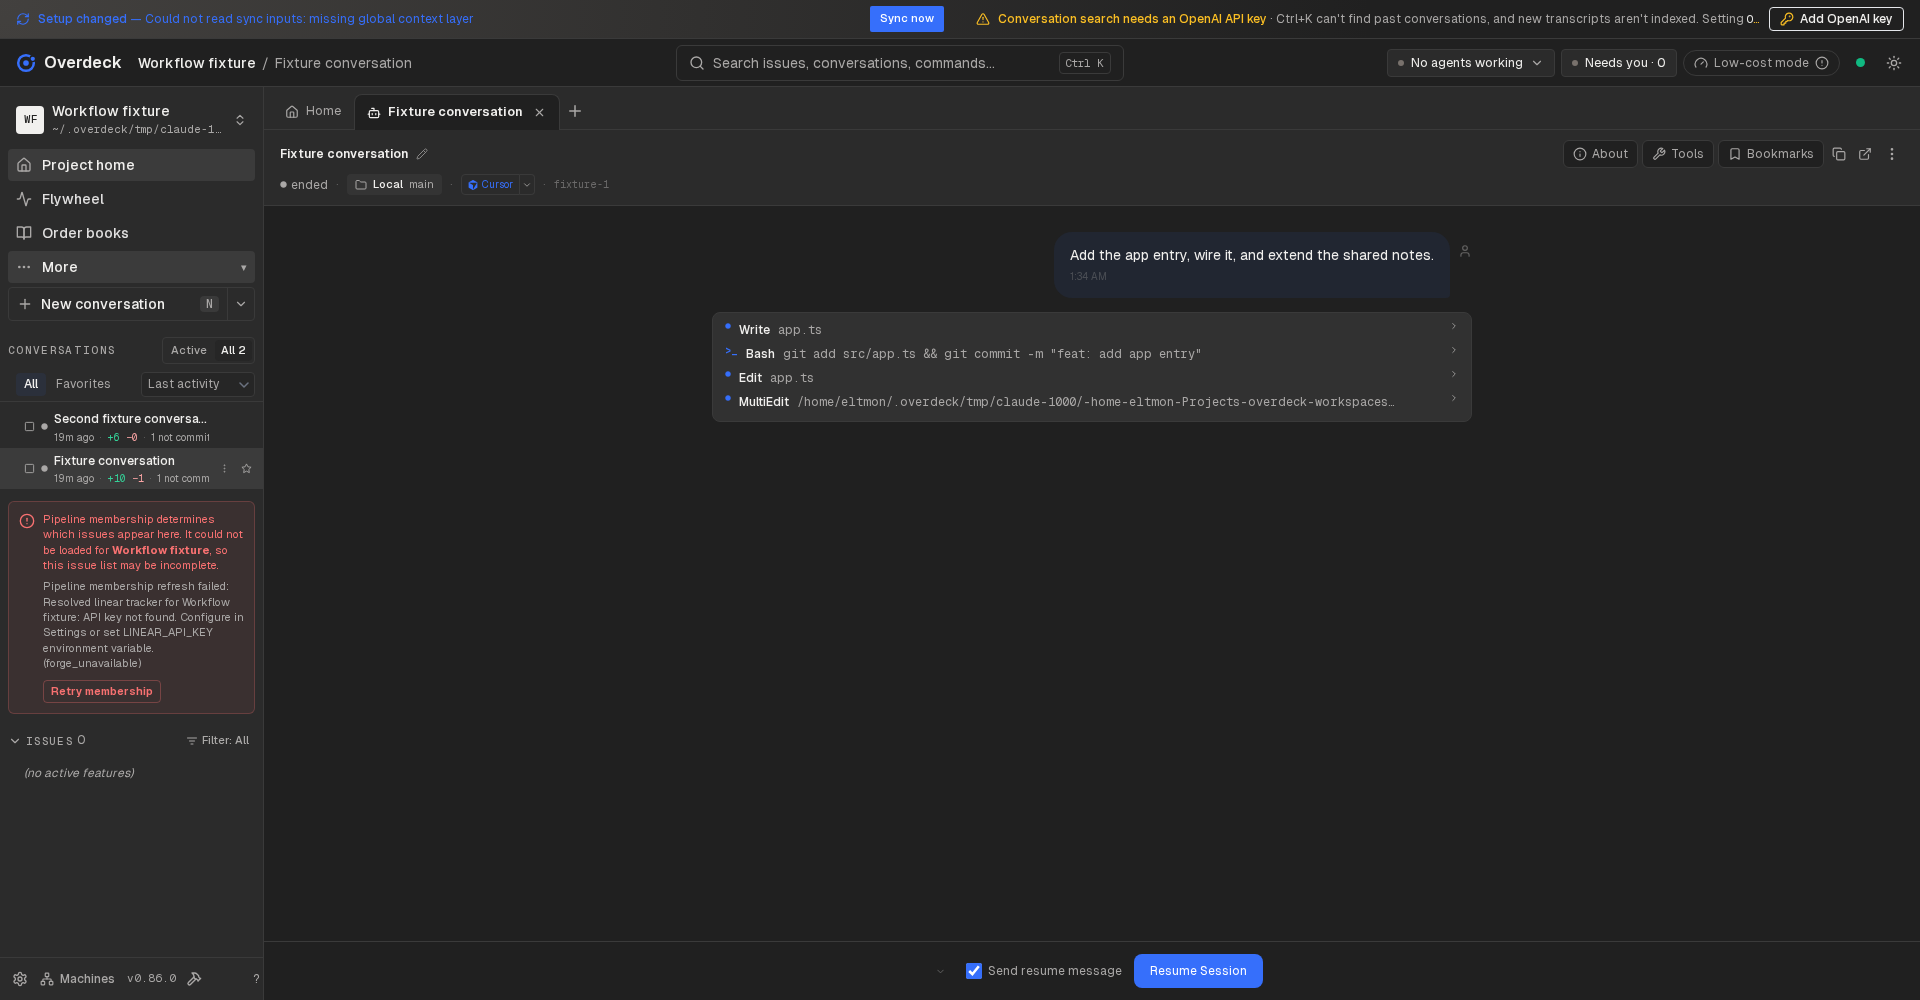 Setup changed — Could not read sync inputs: missing global context layer
Sync now
Conversation search needs an OpenAI API key · Ctrl+K can't find past conversations, and new transcripts aren't indexed. Setting o…
Add OpenAI key
Overdeck
Workflow fixture / Fixture conversation
Search issues, conversations, commands...
Ctrl K
No agents working
Needs you · 0
Low-cost mode
WF
Workflow fixture
~/.overdeck/tmp/claude-1…
Home
Fixture conversation
Project home
Flywheel
Order books
More
New conversation
N
CONVERSATIONS
Active
All 2
All
Favorites
Last activity
Second fixture conversa…
19m ago · +6 −0 · 1 not commit
Fixture conversation
19m ago · +10 −1 · 1 not comm
Pipeline membership determines
which issues appear here. It could not
be loaded for Workflow fixture, so
this issue list may be incomplete.
Pipeline membership refresh failed:
Resolved linear tracker for Workflow
fixture: API key not found. Configure in
Settings or set LINEAR_API_KEY
environment variable.
(forge_unavailable)
Retry membership
ISSUES 0
Filter: All
(no active features)
Machines
v0.86.0
?
Fixture conversation
About
Tools
Bookmarks
ended · Local main · Cursor · fixture-1
Add the app entry, wire it, and extend the shared notes.
1:34 AM
Write app.ts
>_ Bash git add src/app.ts && git commit -m "feat: add app entry"
Edit app.ts
MultiEdit /home/eltmon/.overdeck/tmp/claude-1000/-home-eltmon-Projects-overdeck-workspaces…
Send resume message
Resume Session